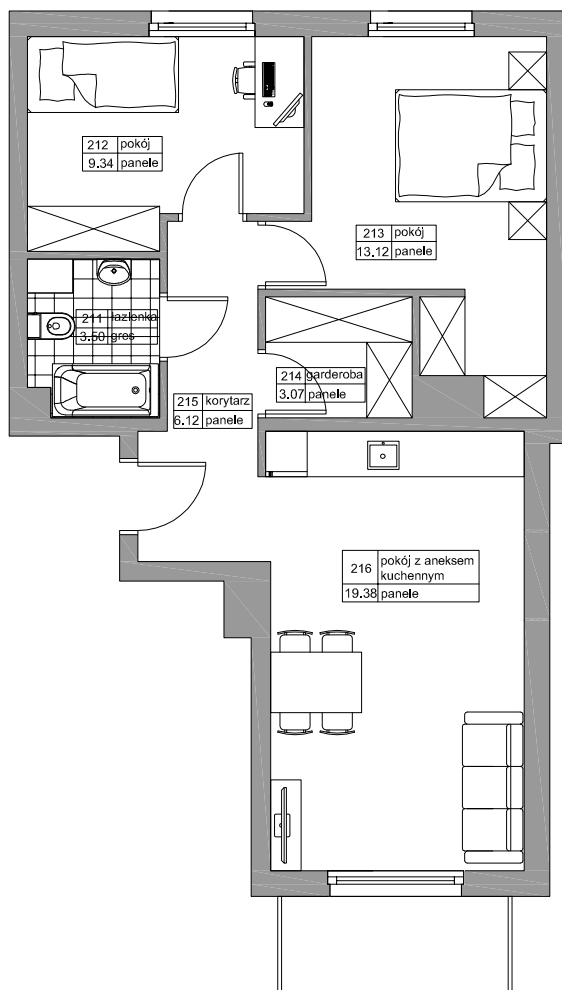 212 pokój
9.34 panele
213 pokój
13.12 panele
211 łazienka
3.50 gres
214 garderoba
3.07 panele
215 korytarz
6.12 panele
216 pokój z aneksem
kuchennym
19.38 panele